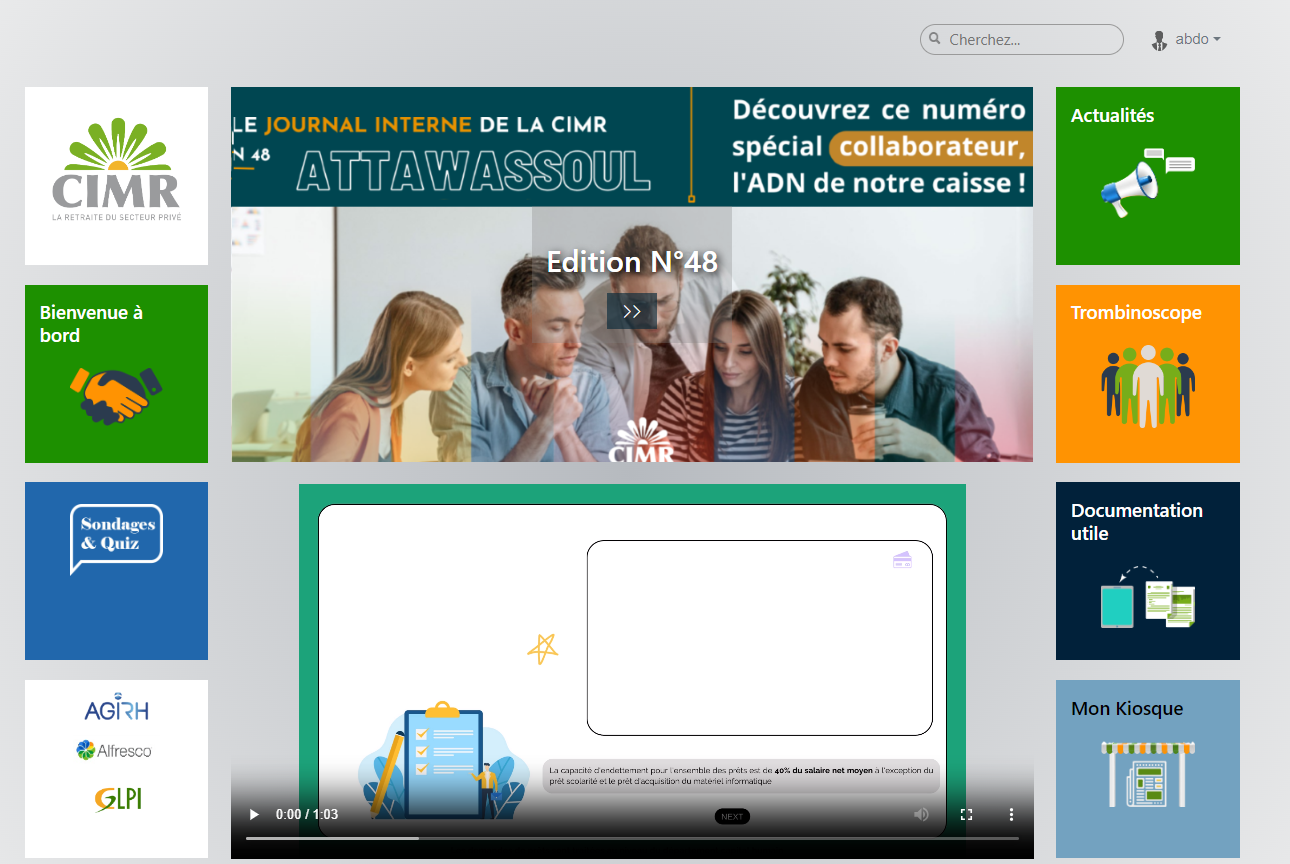 Cherchez...
abdo
CIMR
LA RETRAITE DU SECTEUR PRIVÉ
LE JOURNAL INTERNE DE LA CIMR
N 48
ATTAWASSOUL
Découvrez ce numéro
spécial collaborateur,
l'ADN de notre caisse !
Edition N°48
>>
CIMR
Actualités
Bienvenue à
bord
Trombinoscope
Sondages
& Quiz
Documentation
utile
AGIRH
Alfresco
GLPI
La capacité d'endettement pour l'ensemble des prêts est de 40% du salaire net moyen à l'exception du
prêt scolarité et le prêt d'acquisition du materiel informatique
NEXT
0:00 / 1:03
Mon Kiosque